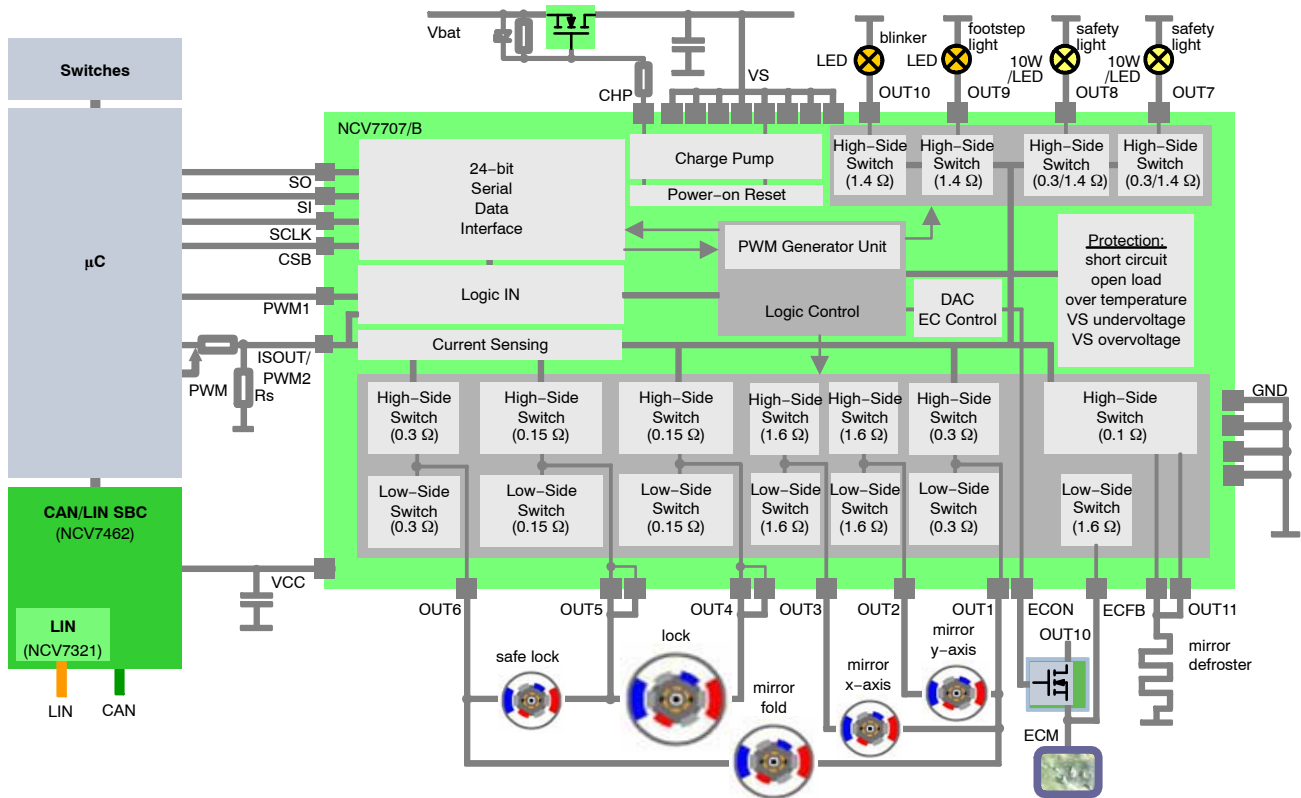 Vbat
CHP
VS
blinker
LED
OUT10
footstep
light
LED
OUT9
safety
light
10W
/LED
OUT8
safety
light
10W
/LED
OUT7
Switches
μC
NCV7707/B
SO
SI
SCLK
CSB
PWM1
ISOUT/
PWM2
PWM
Rs
24−bit
Serial
Data
Interface
Charge Pump
Power−on Reset
High−Side
Switch
(1.4 Ω)
High−Side
Switch
(1.4 Ω)
High−Side
Switch
(0.3/1.4 Ω)
High−Side
Switch
(0.3/1.4 Ω)
PWM Generator Unit
Logic Control
Logic IN
Current Sensing
DAC
EC Control
Protection:
short circuit
open load
over temperature
VS undervoltage
VS overvoltage
High−Side
Switch
(0.3 Ω)
High−Side
Switch
(0.15 Ω)
High−Side
Switch
(0.15 Ω)
High−Side
Switch
(1.6 Ω)
High−Side
Switch
(1.6 Ω)
High−Side
Switch
(0.3 Ω)
High−Side
Switch
(0.1 Ω)
GND
Low−Side
Switch
(0.3 Ω)
Low−Side
Switch
(0.15 Ω)
Low−Side
Switch
(0.15 Ω)
Low−Side
Switch
(1.6 Ω)
Low−Side
Switch
(1.6 Ω)
Low−Side
Switch
(0.3 Ω)
Low−Side
Switch
(1.6 Ω)
CAN/LIN SBC
(NCV7462)
VCC
LIN
(NCV7321)
LIN
CAN
OUT6
OUT5
OUT4
OUT3
OUT2
OUT1
ECON
ECFB
OUT11
safe lock
lock
mirror
fold
mirror
x−axis
mirror
y−axis
OUT10
ECM
mirror
defroster